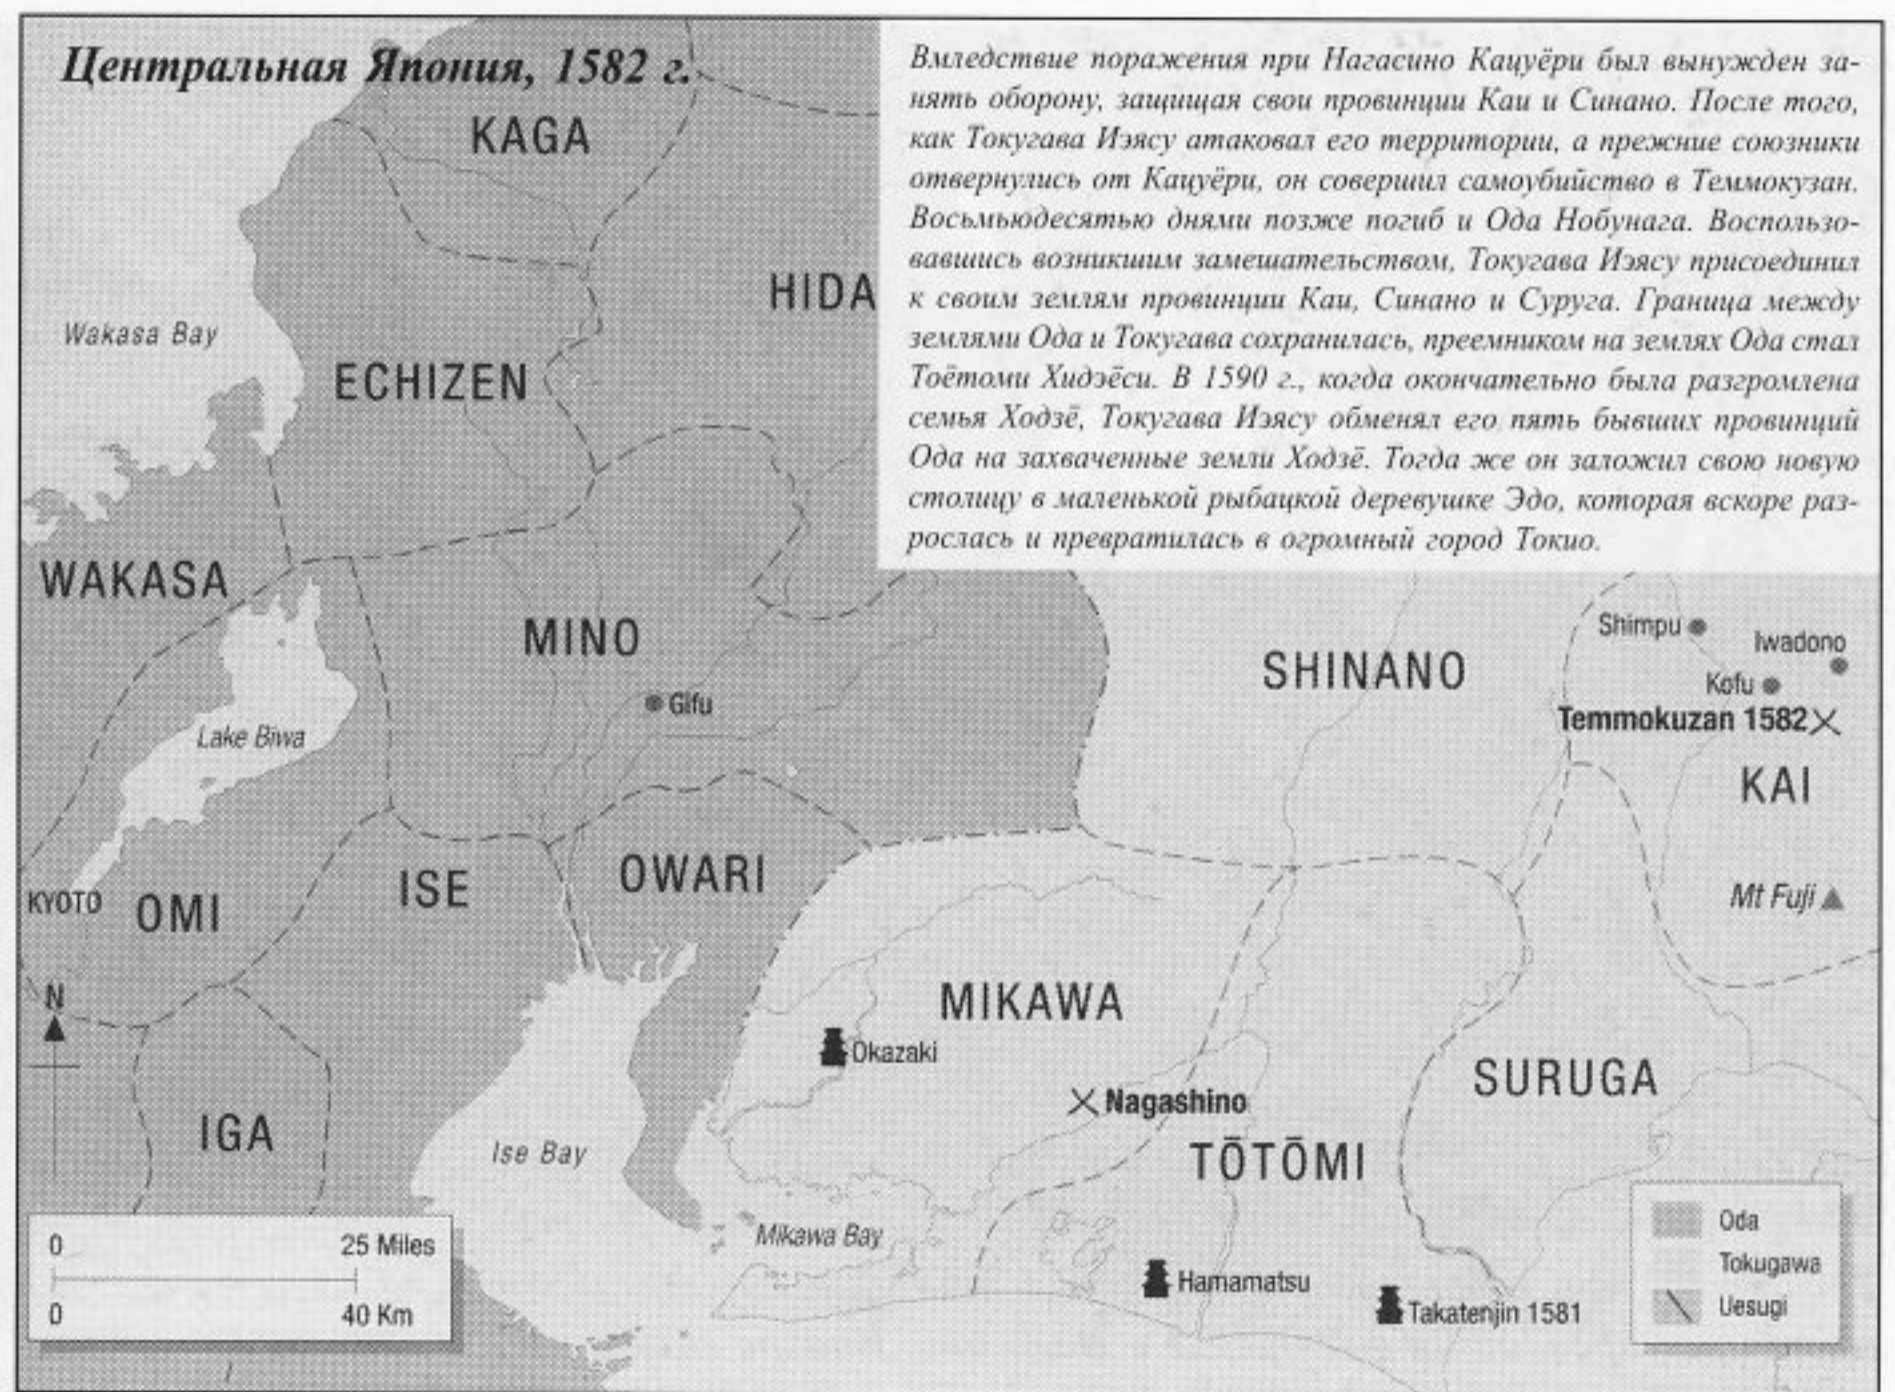 Центральная Япония, 1582 г.
Вмледствие поражения при Нагасино Кацуёри был вынужден за-
нять оборону, защищая свои провинции Каи и Синано. После того,
как Токугава Иэясу атаковал его территории, а прежние союзники
отвернулись от Кацуёри, он совершил самоубийство в Теммокузан.
Восьмьюдесятью днями позже погиб и Ода Нобунага. Воспользо-
вавшись возникшим замешательством, Токугава Иэясу присоединил
к своим землям провинции Каи, Синано и Суруга. Граница между
землями Ода и Токугава сохранилась, преемником на землях Ода стал
Тоётоми Хидэёси. В 1590 г., когда окончательно была разгромлена
семья Ходзё, Токугава Иэясу обменял его пять бывших провинций
Ода на захваченные земли Ходзё. Тогда же он заложил свою новую
столицу в маленькой рыбацкой деревушке Эдо, которая вскоре раз-
рослась и превратилась в огромный город Токио.
KAGA
HIDA
Wakasa Bay
ECHIZEN
WAKASA
MINO
Gifu
Lake Biwa
SHINANO
Shimpu
Iwadono
Kofu
Temmokuzan 1582
KAI
Mt Fuji
KYOTO
OMI
ISE
OWARI
N
MIKAWA
Okazaki
Nagashino
SURUGA
IGA
Ise Bay
TŌTŌMI
Mikawa Bay
Hamamatsu
Takatenjin 1581
0 25 Miles
0 40 Km
Oda
Tokugawa
Uesugi